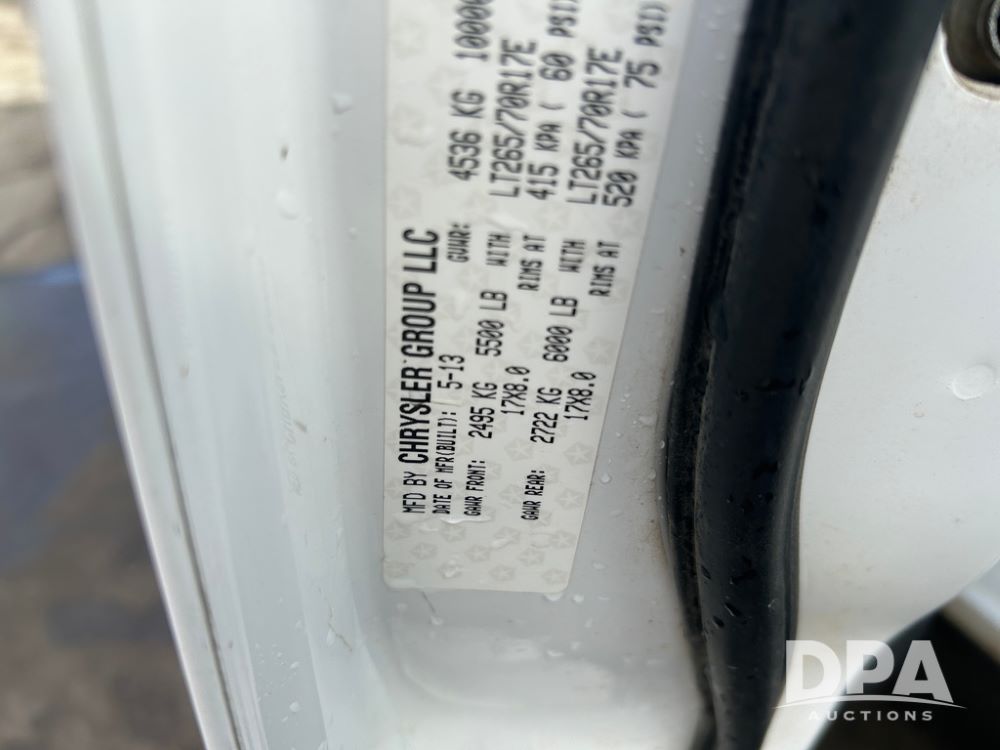 MFD BY CHRYSLER GROUP LLC
DATE OF MFR(BUILT): 5-13 GVWR: 4536 KG
GAWR FRONT: 2495 KG 5500 LB WITH LT265/70R17E
17X8.0 RIMS AT 415 KPA ( 60 PSI)
GAWR REAR: 2722 KG 6000 LB WITH LT265/70R17E
17X8.0 RIMS AT 520 KPA ( 75 PSI)
DPA
AUCTIONS